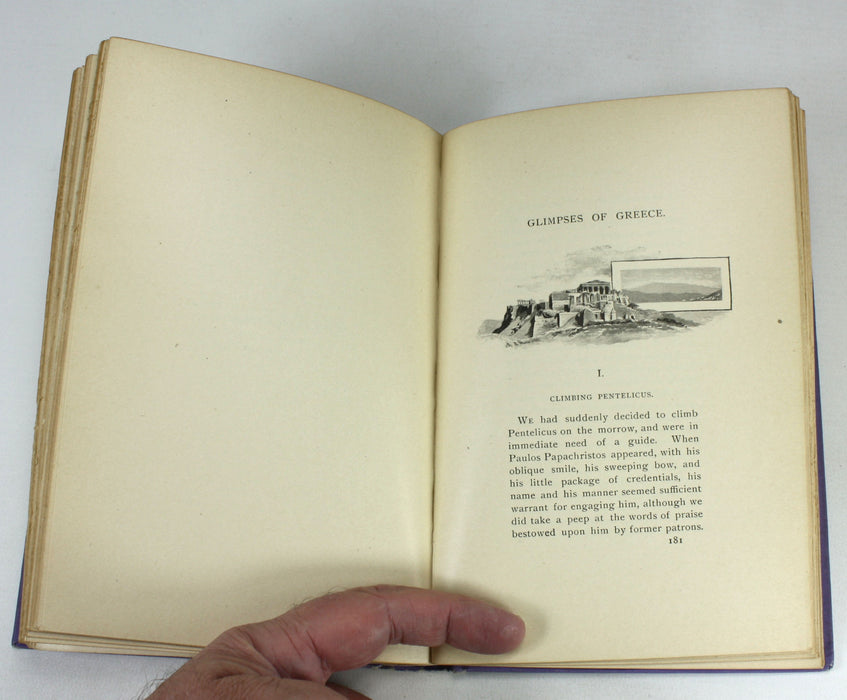 GLIMPSES OF GREECE.
I.
CLIMBING PENTELICUS.
WE had suddenly decided to climb
Pentelicus on the morrow, and were in
immediate need of a guide. When
Paulos Papachristos appeared, with his
oblique smile, his sweeping bow, and
his little package of credentials, his
name and his manner seemed sufficient
warrant for engaging him, although we
did take a peep at the words of praise
bestowed upon him by former patrons.
181